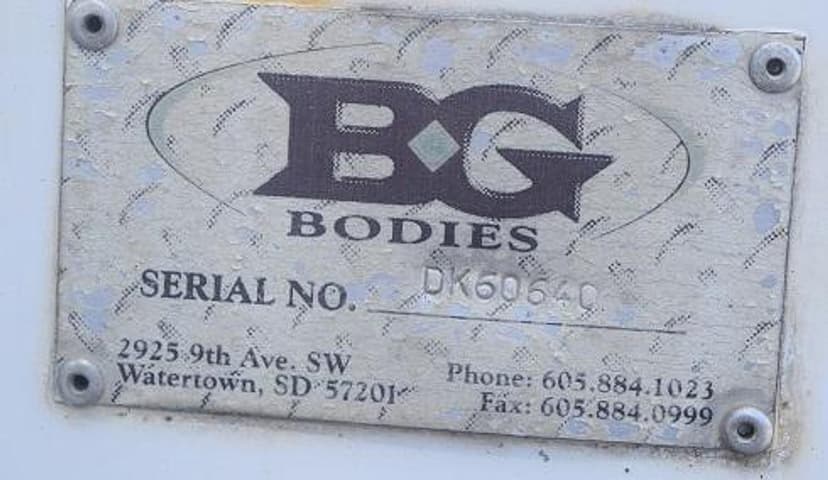 BG
BODIES
SERIAL NO. DK60640
2925 9th Ave. SW
Watertown, SD 57201
Phone: 605.884.1023
Fax: 605.884.0999